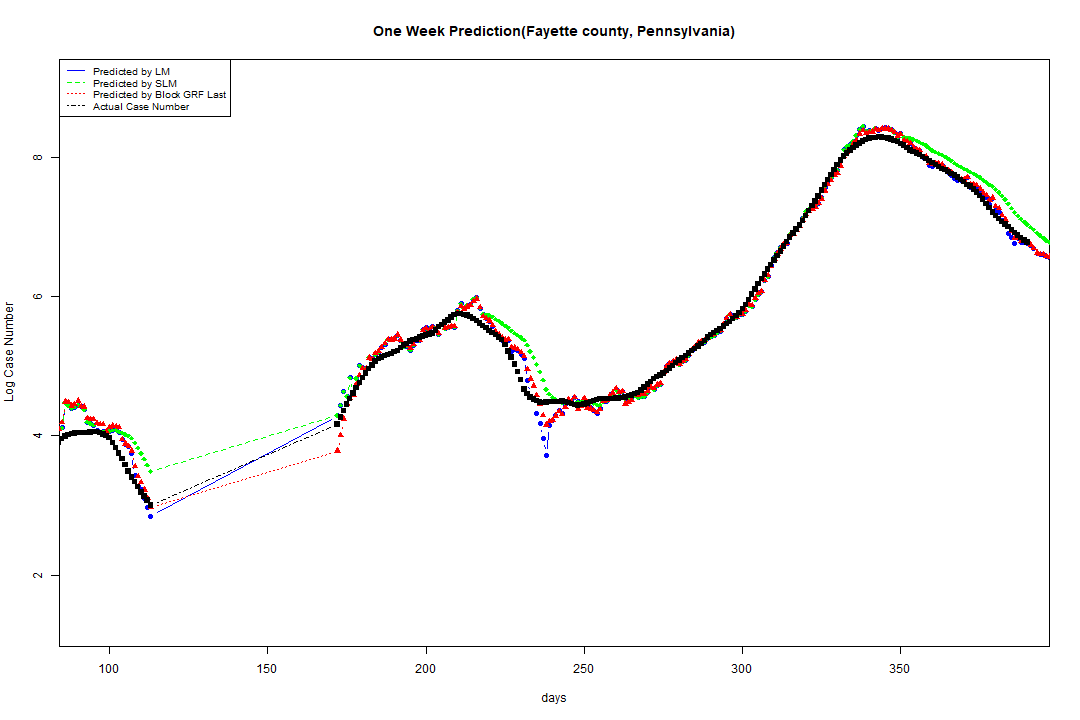 One Week Prediction(Fayette county, Pennsylvania)
Predicted by LM
Predicted by SLM
Predicted by Block GRF Last
Actual Case Number
8
6
4
2
Log Case Number
100 150 200 250 300 350
days